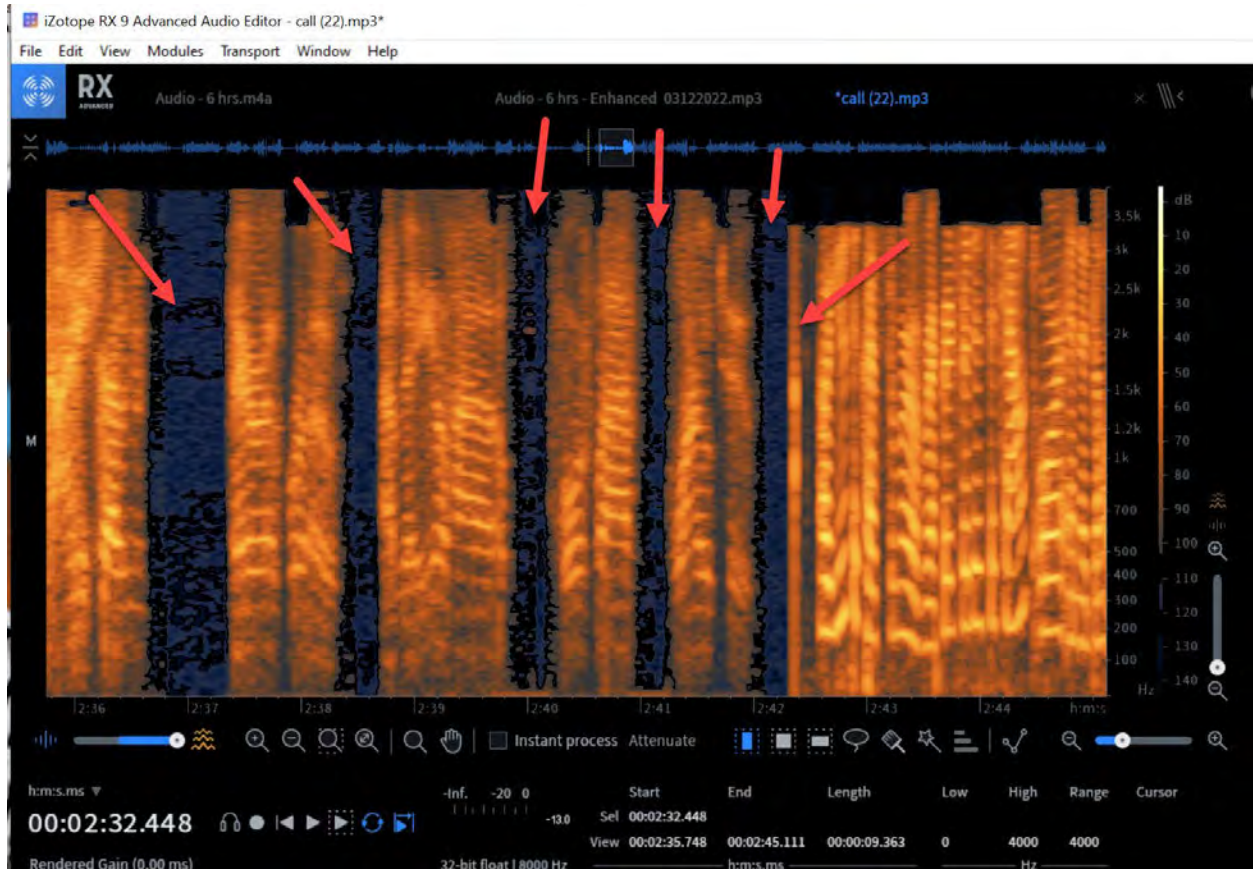 iZotope RX 9 Advanced Audio Editor - call (22).mp3*
File Edit View Modules Transport Window Help
RX
ADVANCED
Audio - 6 hrs.m4a
Audio - 6 hrs - Enhanced 03122022.mp3
*call (22).mp3
dB
3.5k
10
3k
20
2.5k
30
2k
40
50
1.5k
60
1.2k
M
70
1k
80
700
90
500
100
400
110
300
120
200
130
100
Hz
140
2:36 2:37 2:38 2:39 2:40 2:41 2:42 2:43 2:44 h:m:s
Instant process Attenuate
h:m:s.ms
-Inf. -20 0
Start End Length Low High Range Cursor
00:02:32.448
-13.0
Sel 00:02:32.448
View 00:02:35.748 00:02:45.111 00:00:09.363 0 4000 4000
Rendered Gain (0.00 ms)
32-bit float | 8000 Hz
h:m:s.ms
Hz